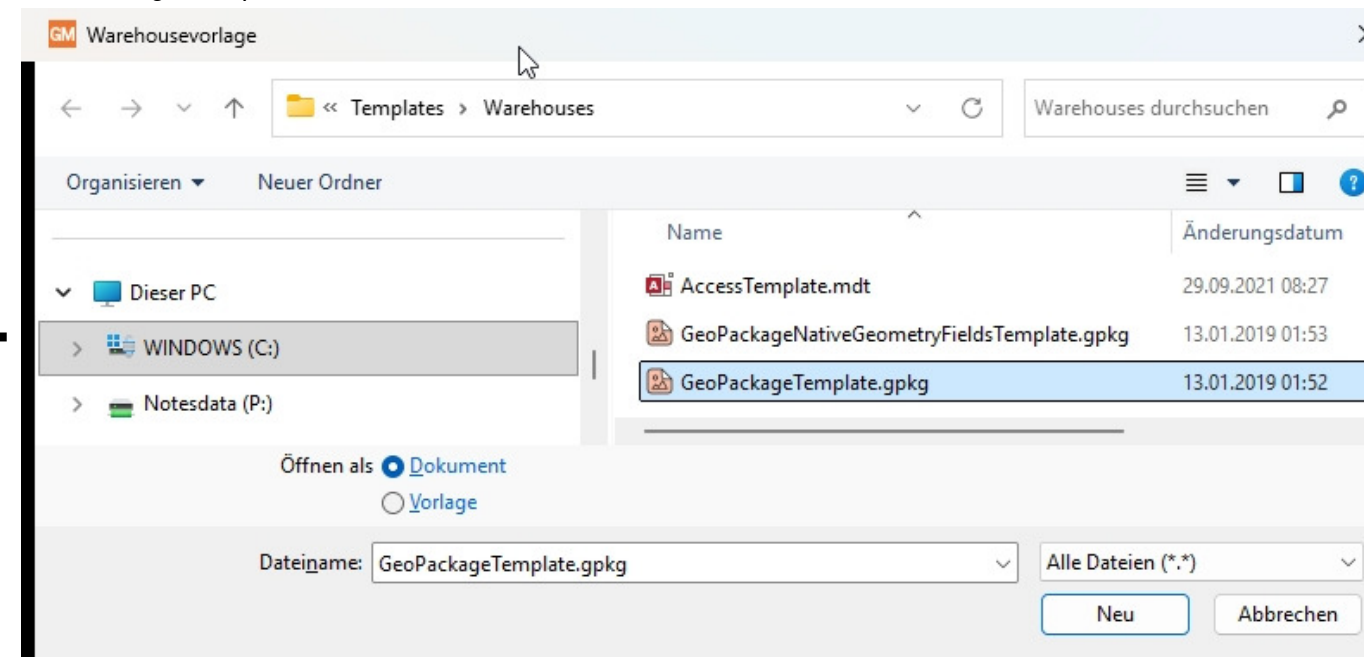 GM Warehousevorlage
« Templates > Warehouses
Warehouses durchsuchen
Organisieren
Neuer Ordner
Name
Änderungsdatum
Dieser PC
WINDOWS (C:)
Notesdata (P:)
AccessTemplate.mdt 29.09.2021 08:27
GeoPackageNativeGeometryFieldsTemplate.gpkg 13.01.2019 01:53
GeoPackageTemplate.gpkg 13.01.2019 01:52
Öffnen als Dokument
Vorlage
Dateiname: GeoPackageTemplate.gpkg
Alle Dateien (*.*)
Neu
Abbrechen